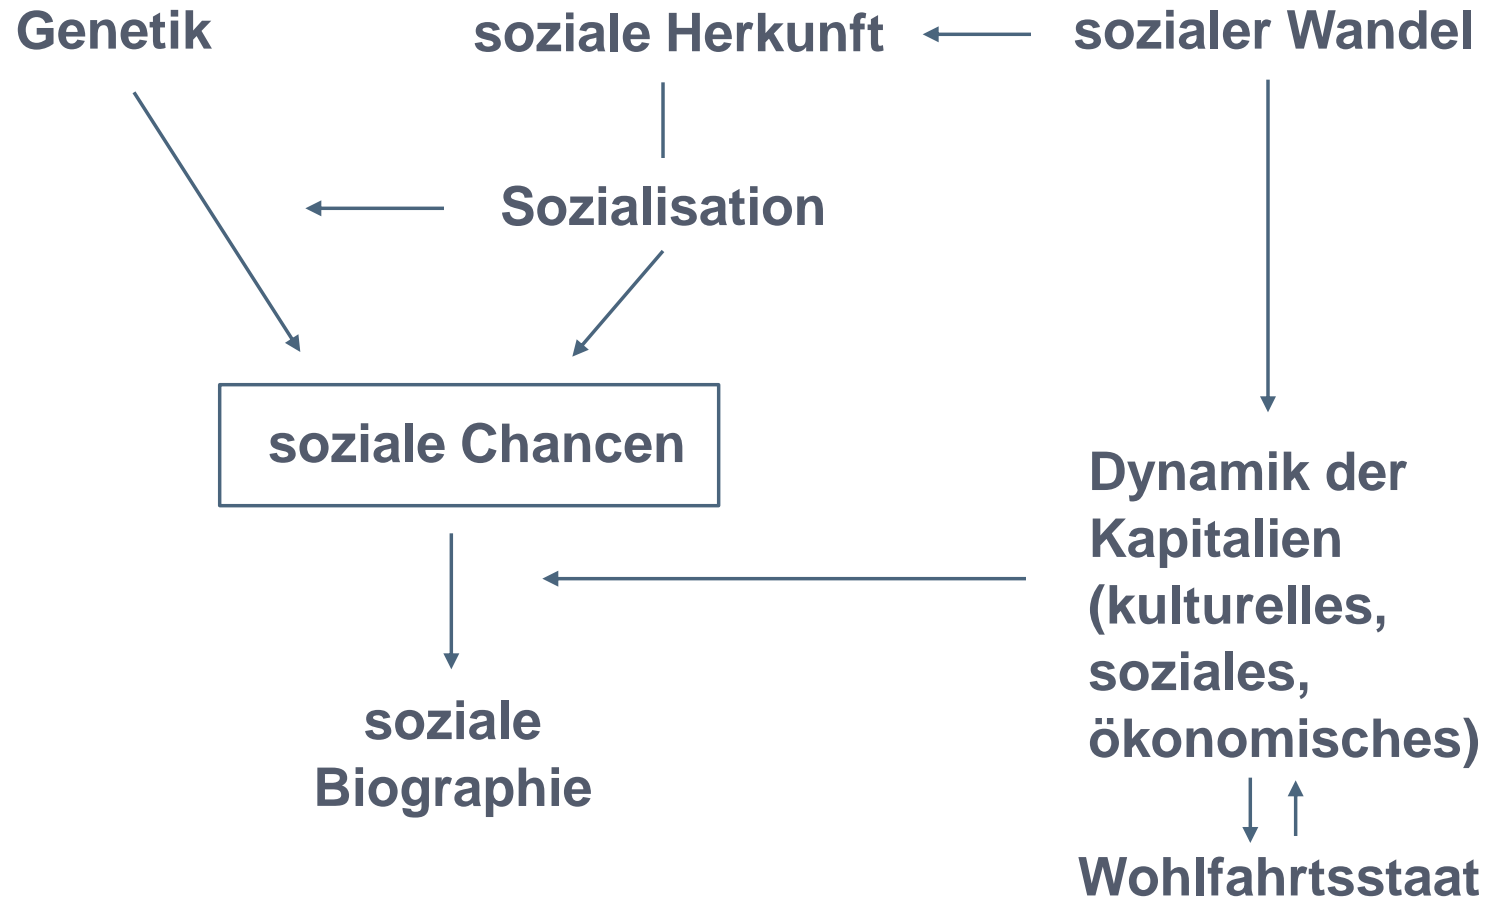 Genetik
soziale Herkunft
sozialer Wandel
Sozialisation
soziale Chancen
Dynamik der
Kapitalien
(kulturelles,
soziales,
ökonomisches)
soziale
Biographie
Wohlfahrtsstaat